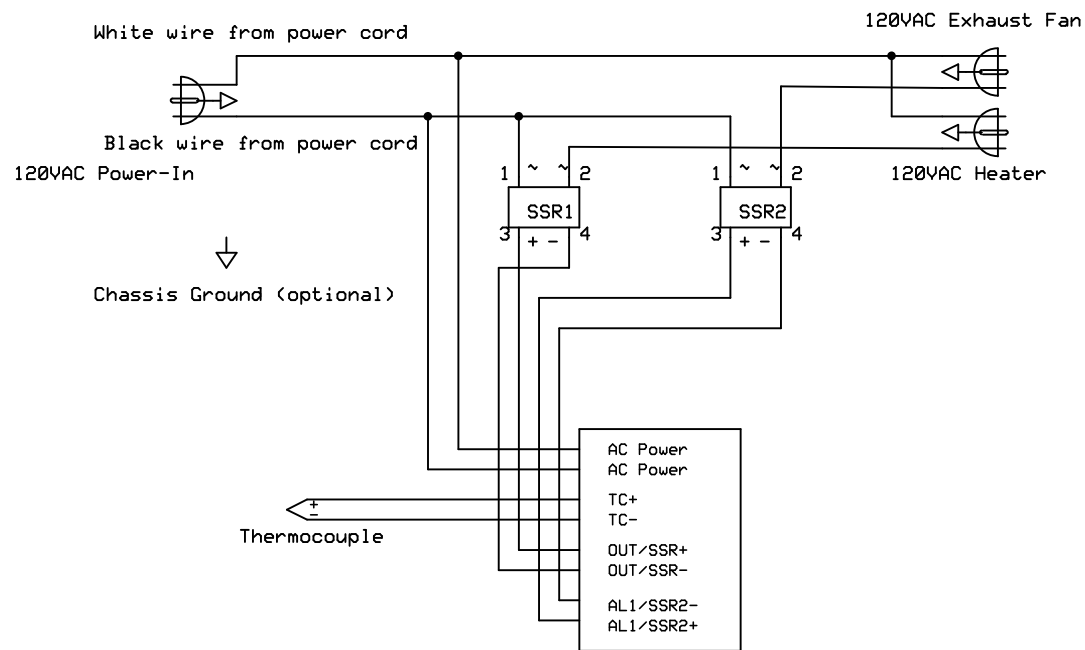 120VAC Exhaust Fan
White wire from power cord
Black wire from power cord
120VAC Power-In
120VAC Heater
1 ~ ~ 2
SSR1
3 + - 4
1 ~ ~ 2
SSR2
3 + - 4
Chassis Ground (optional)
AC Power
AC Power
TC+
TC-
+
-
Thermocouple
OUT/SSR+
OUT/SSR-
AL1/SSR2-
AL1/SSR2+